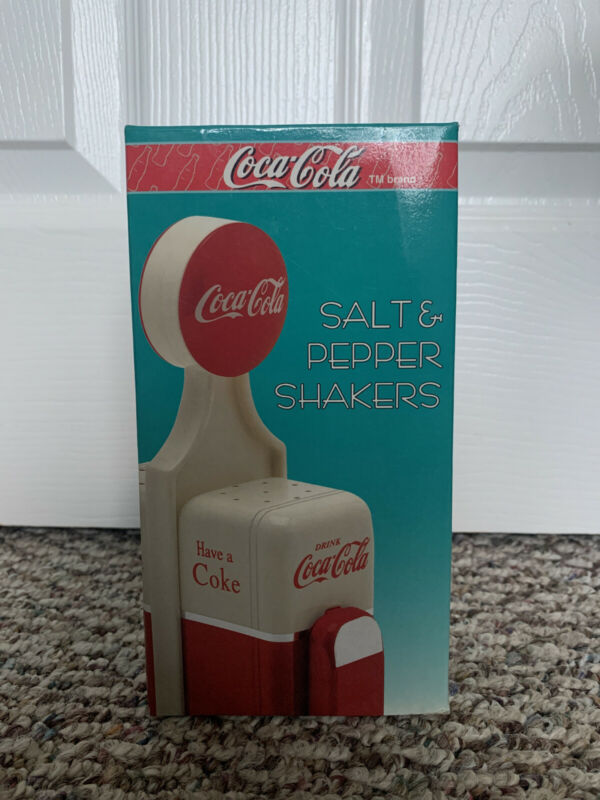 Coca-Cola TM brand
Coca-Cola
SALT &
PEPPER
SHAKERS
Have a
Coke
DRINK
Coca-Cola